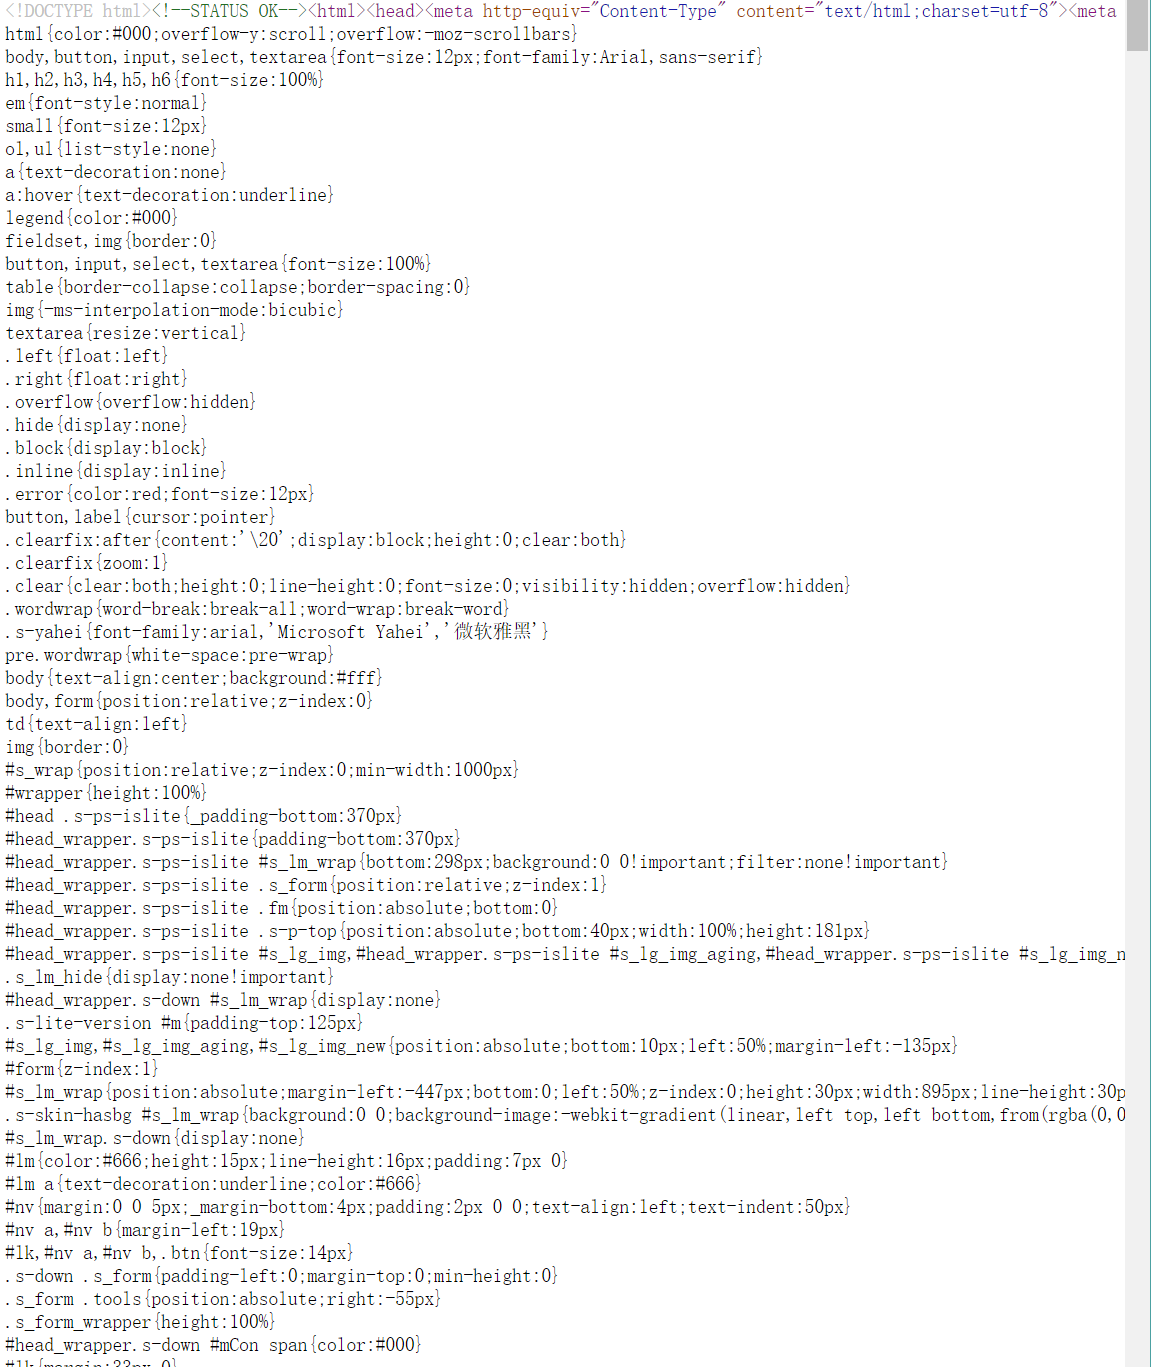 <!DOCTYPE html><!--STATUS OK--><html><head><meta http-equiv="Content-Type" content="text/html;charset=utf-8"><meta
html{color:#000;overflow-y:scroll;overflow:-moz-scrollbars}
body,button,input,select,textarea{font-size:12px;font-family:Arial,sans-serif}
h1,h2,h3,h4,h5,h6{font-size:100%}
em{font-style:normal}
small{font-size:12px}
ol,ul{list-style:none}
a{text-decoration:none}
a:hover{text-decoration:underline}
legend{color:#000}
fieldset,img{border:0}
button,input,select,textarea{font-size:100%}
table{border-collapse:collapse;border-spacing:0}
img{-ms-interpolation-mode:bicubic}
textarea{resize:vertical}
.left{float:left}
.right{float:right}
.overflow{overflow:hidden}
.hide{display:none}
.block{display:block}
.inline{display:inline}
.error{color:red;font-size:12px}
button,label{cursor:pointer}
.clearfix:after{content:'\20';display:block;height:0;clear:both}
.clearfix{zoom:1}
.clear{clear:both;height:0;line-height:0;font-size:0;visibility:hidden;overflow:hidden}
.wordwrap{word-break:break-all;word-wrap:break-word}
.s-yahei{font-family:arial,'Microsoft Yahei','微软雅黑'}
pre.wordwrap{white-space:pre-wrap}
body{text-align:center;background:#fff}
body,form{position:relative;z-index:0}
td{text-align:left}
img{border:0}
#s_wrap{position:relative;z-index:0;min-width:1000px}
#wrapper{height:100%}
#head .s-ps-islite{_padding-bottom:370px}
#head_wrapper.s-ps-islite{padding-bottom:370px}
#head_wrapper.s-ps-islite #s_lm_wrap{bottom:298px;background:0 0!important;filter:none!important}
#head_wrapper.s-ps-islite .s_form{position:relative;z-index:1}
#head_wrapper.s-ps-islite .fm{position:absolute;bottom:0}
#head_wrapper.s-ps-islite .s-p-top{position:absolute;bottom:40px;width:100%;height:181px}
#head_wrapper.s-ps-islite #s_lg_img,#head_wrapper.s-ps-islite #s_lg_img_aging,#head_wrapper.s-ps-islite #s_lg_img_n
.s_lm_hide{display:none!important}
#head_wrapper.s-down #s_lm_wrap{display:none}
.s-lite-version #m{padding-top:125px}
#s_lg_img,#s_lg_img_aging,#s_lg_img_new{position:absolute;bottom:10px;left:50%;margin-left:-135px}
#form{z-index:1}
#s_lm_wrap{position:absolute;margin-left:-447px;bottom:0;left:50%;z-index:0;height:30px;width:895px;line-height:30p
.s-skin-hasbg #s_lm_wrap{background:0 0;background-image:-webkit-gradient(linear,left top,left bottom,from(rgba(0,0
#s_lm_wrap.s-down{display:none}
#lm{color:#666;height:15px;line-height:16px;padding:7px 0}
#lm a{text-decoration:underline;color:#666}
#nv{margin:0 0 5px;_margin-bottom:4px;padding:2px 0 0;text-align:left;text-indent:50px}
#nv a,#nv b{margin-left:19px}
#lk,#nv a,#nv b,.btn{font-size:14px}
.s-down .s_form{padding-left:0;margin-top:0;min-height:0}
.s_form .tools{position:absolute;right:-55px}
.s_form_wrapper{height:100%}
#head_wrapper.s-down #mCon span{color:#000}
#lk{margin:33px 0}